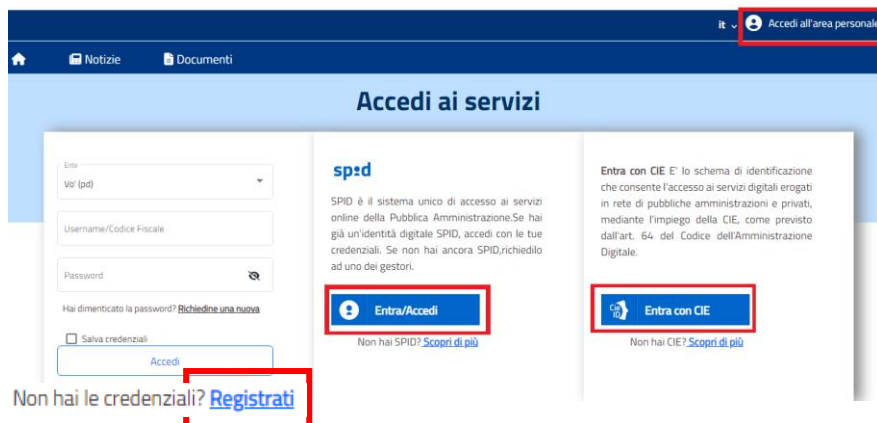 it
Accedi all'area personale
Notizie
Documenti
Accedi ai servizi
Ente
Vo' (pd)
Username/Codice Fiscale
Password
Hai dimenticato la password? Richiedine una nuova
Salva credenziali
Accedi
Non hai le credenziali? Registrati
sp:d
SPID è il sistema unico di accesso ai servizi
online della Pubblica Amministrazione.Se hai
già un'identità digitale SPID, accedi con le tue
credenziali. Se non hai ancora SPID,richiedilo
ad uno dei gestori.
Entra/Accedi
Non hai SPID? Scopri di più
Entra con CIE E' lo schema di identificazione
che consente l'accesso ai servizi digitali erogati
in rete di pubbliche amministrazioni e privati,
mediante l'impiego della CIE, come previsto
dall'art. 64 del Codice dell'Amministrazione
Digitale.
Entra con CIE
Non hai CIE? Scopri di più